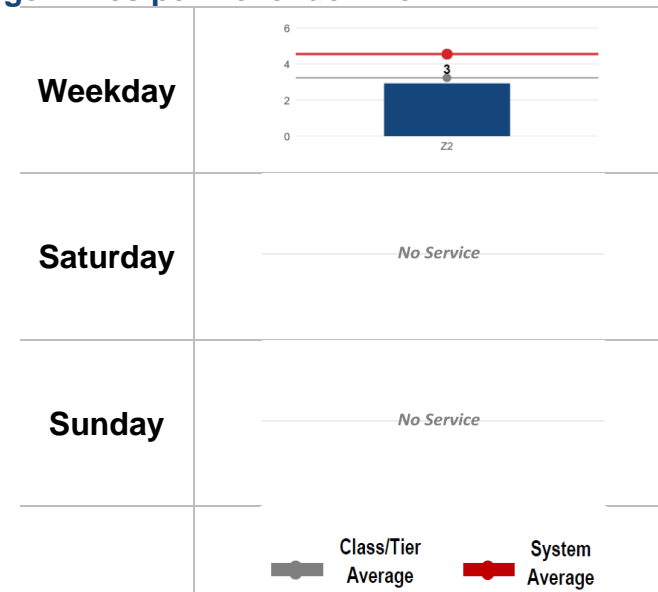 Weekday
6
4
2
0
3
Z2
Saturday
No Service
Sunday
No Service
Class/Tier
Average
System
Average